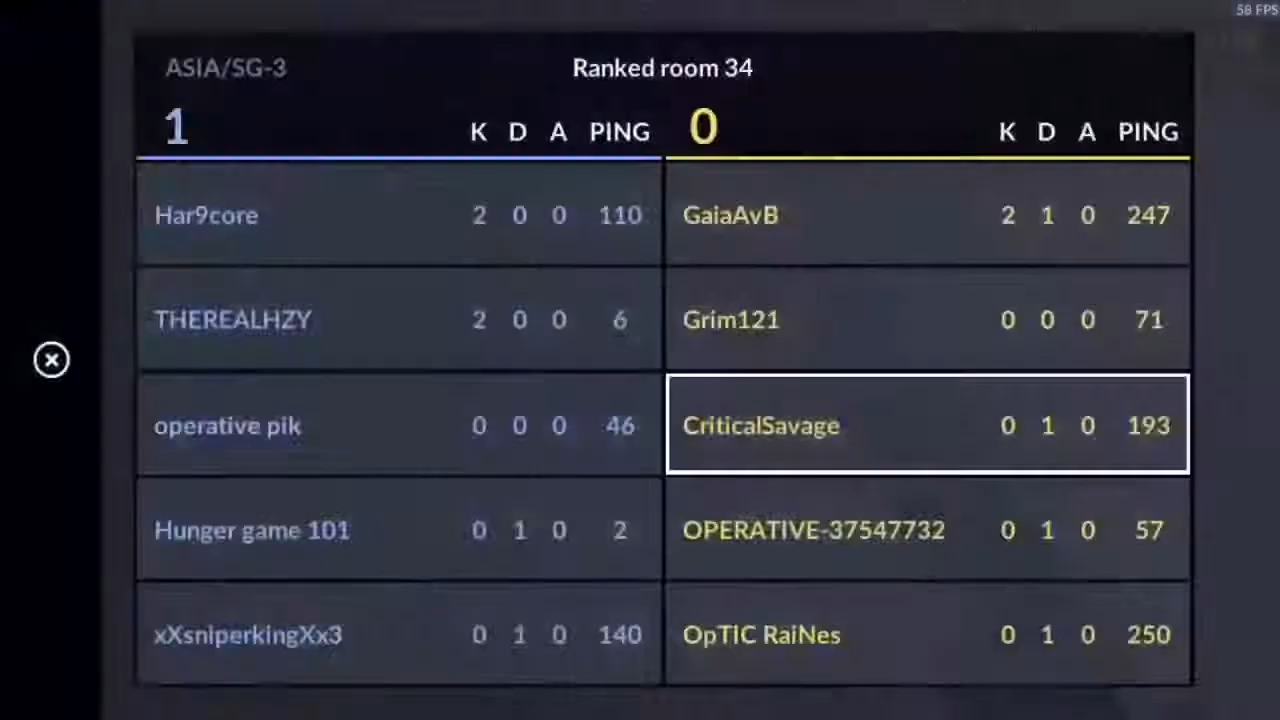 58 FPS
ASIA/SG-3 Ranked room 34
1 K D A PING 0 K D A PING
Har9core 2 0 0 110 GaiaAvB 2 1 0 247
THEREALHZY 2 0 0 6 Grim121 0 0 0 71
operative pik 0 0 0 46 CriticalSavage 0 1 0 193
Hunger game 101 0 1 0 2 OPERATIVE-37547732 0 1 0 57
xXsniperkingXx3 0 1 0 140 OpTIC RaiNes 0 1 0 250